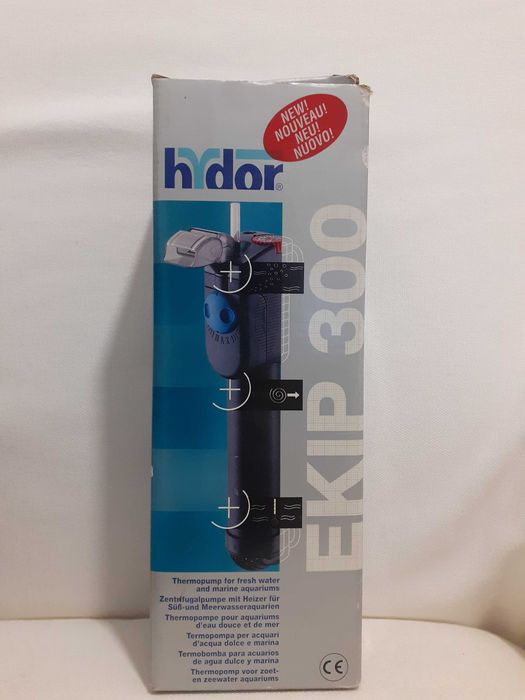 NEW!
NOUVEAU!
NEU!
NUOVO!
hydor®
EKIP 300
Thermopump for fresh water
and marine aquariums
Zentrifugalpumpe mit Heizer für
Süß-und Meerwasseraquarien
Thermopompe pour aquariums
d'eau douce et de mer
Termopompa per acquari
d'acqua dolce e marina
Termobomba para acuarios
de agua dulce y marina
Thermopomp voor zoet-
en zeewater aquariums
CE